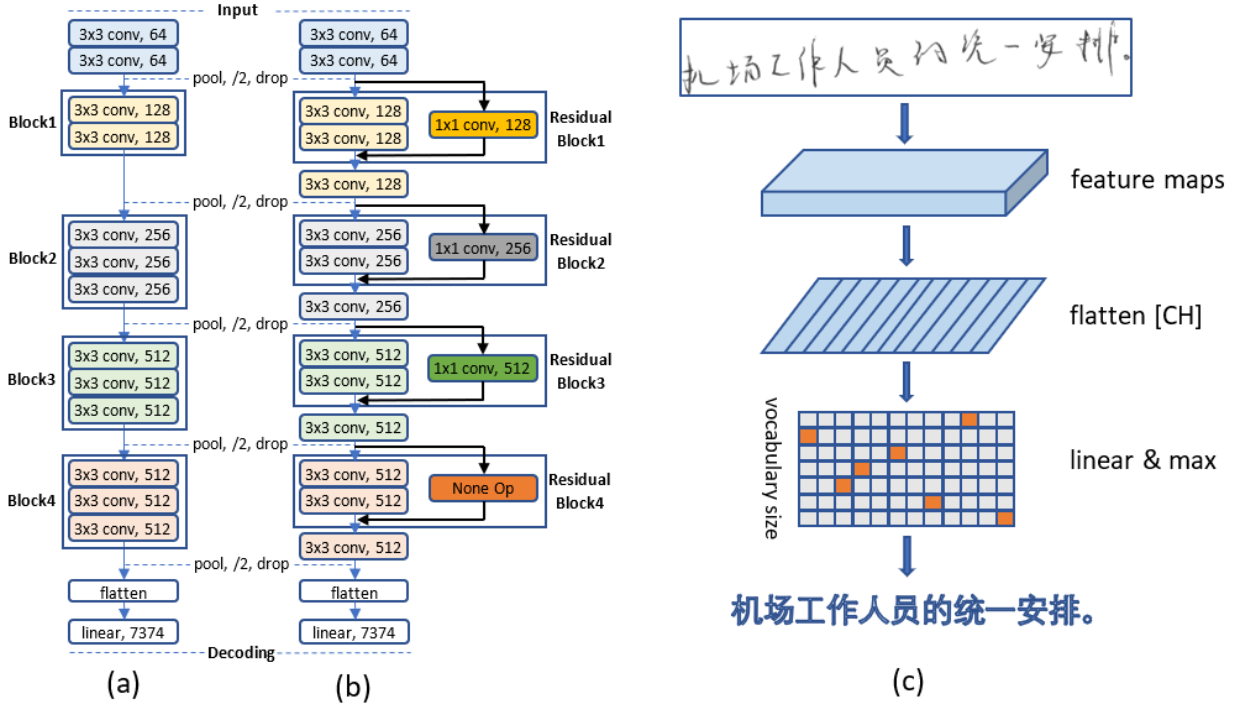 Input
3x3 conv, 64
3x3 conv, 64
pool, /2, drop
Block1
3x3 conv, 128
3x3 conv, 128
pool, /2, drop
Block2
3x3 conv, 256
3x3 conv, 256
3x3 conv, 256
pool, /2, drop
Block3
3x3 conv, 512
3x3 conv, 512
3x3 conv, 512
pool, /2, drop
Block4
3x3 conv, 512
3x3 conv, 512
3x3 conv, 512
pool, /2, drop
flatten
linear, 7374
Decoding
(a)
3x3 conv, 64
3x3 conv, 64
3x3 conv, 128
3x3 conv, 128
1x1 conv, 128
Residual
Block1
3x3 conv, 128
3x3 conv, 256
3x3 conv, 256
1x1 conv, 256
Residual
Block2
3x3 conv, 256
3x3 conv, 512
3x3 conv, 512
1x1 conv, 512
Residual
Block3
3x3 conv, 512
3x3 conv, 512
3x3 conv, 512
None Op
Residual
Block4
3x3 conv, 512
flatten
linear, 7374
(b)
机场工作人员的统一安排。
feature maps
flatten [CH]
vocabulary size
linear & max
机场工作人员的统一安排。
(c)